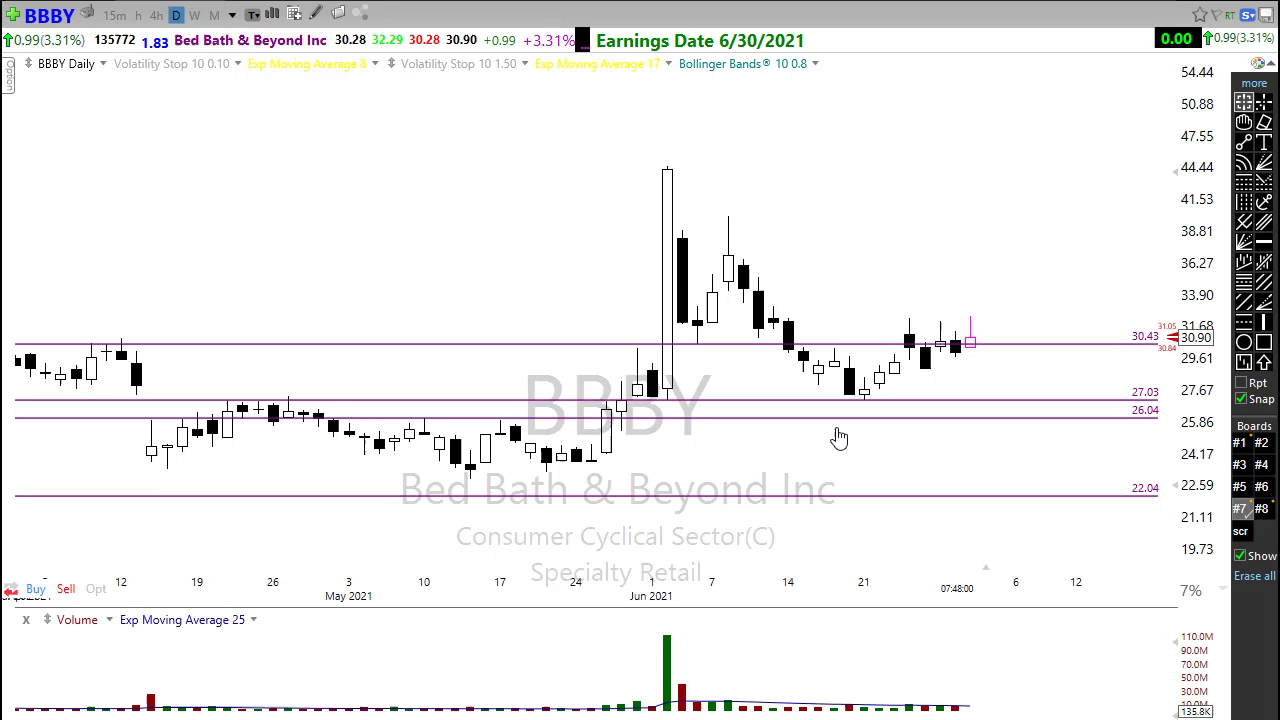 BBBY 15m h 4h D W M T RT S
0.99(3.31%) 135772 1.83 Bed Bath & Beyond Inc 30.28 32.29 30.28 30.90 +0.99 +3.31% ... Earnings Date 6/30/2021 0.00 0.99(3.31%)
Option
BBBY Daily Volatility Stop 10 0.10 Exp Moving Average 8 Volatility Stop 10 1.50 Exp Moving Average 17 Bollinger Bands® 10 0.8
54.44
50.88
47.55
44.44
41.53
38.81
36.27
33.90
31.68
31.05
30.43
30.90
30.84
29.61
27.67
27.03
26.04
25.86
24.17
22.59
22.04
21.11
19.73
BBBY
Bed Bath & Beyond Inc
Consumer Cyclical Sector(C)
Specialty Retail
12 19 26 3 10 17 24 1 7 14 21 6 12
May 2021 Jun 2021 07:48:00
Buy Sell Opt
7%
x Volume Exp Moving Average 25
110.0M
90.0M
70.0M
50.0M
30.0M
10.0M
135.8K
more
T
Rpt
Snap
Boards
#1 #2
#3 #4
#5 #6
#7 #8
scr
Show
Erase all